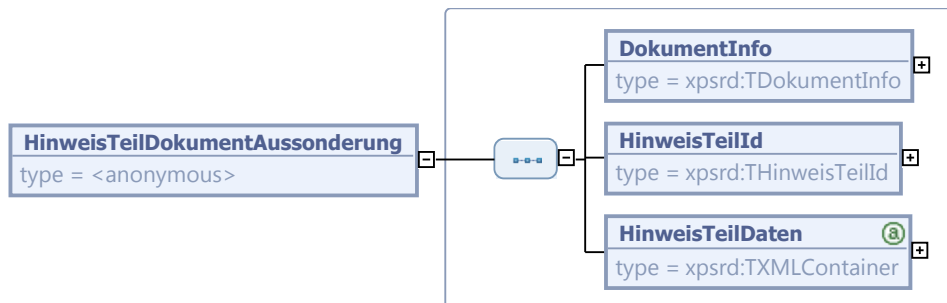 DokumentInfo
type = xpsrd:TDokumentInfo
HinweisTeilDokumentAussonderung
type = <anonymous>
HinweisTeilId
type = xpsrd:THinweisTeilId
HinweisTeilDaten a
type = xpsrd:TXMLContainer